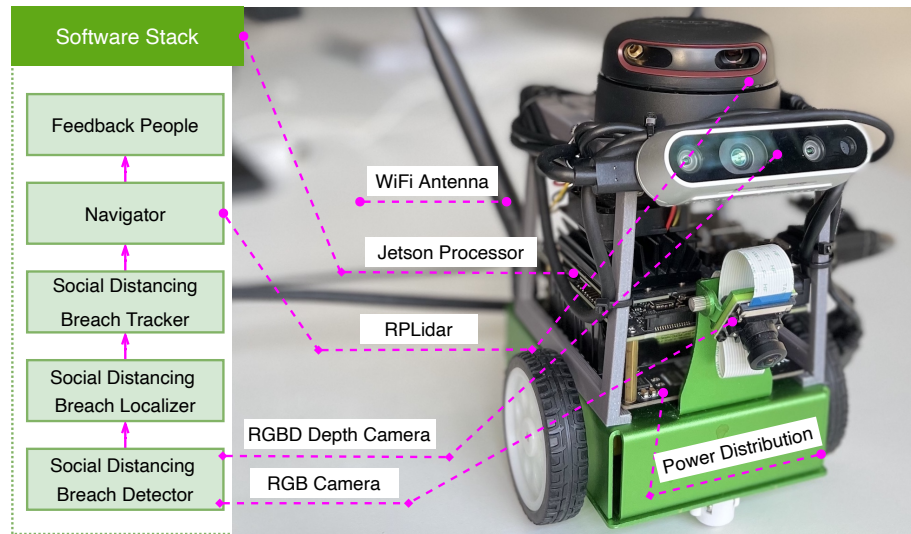 Software Stack
Feedback People
Navigator
Social Distancing
Breach Tracker
Social Distancing
Breach Localizer
Social Distancing
Breach Detector
WiFi Antenna
Jetson Processor
RPLidar
RGBD Depth Camera
RGB Camera
Power Distribution